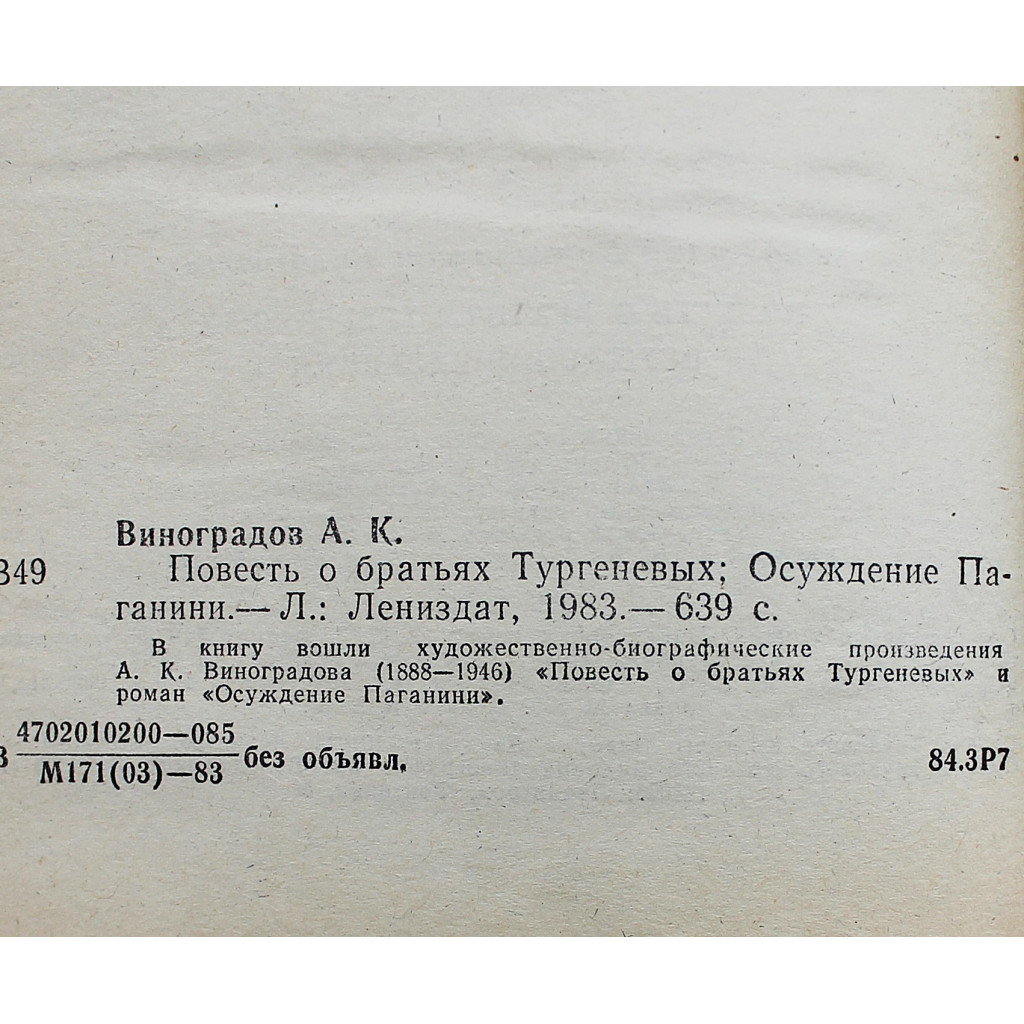 Виноградов А. К.
В49 Повесть о братьях Тургеневых; Осуждение Па-
ганини.— Л.: Лениздат, 1983.— 639 с.
В книгу вошли художественно-биографические произведения
А. К. Виноградова (1888—1946) «Повесть о братьях Тургеневых» и
роман «Осуждение Паганини».
4702010200—085
В без объявл. 84.3Р7
М171(03)—83